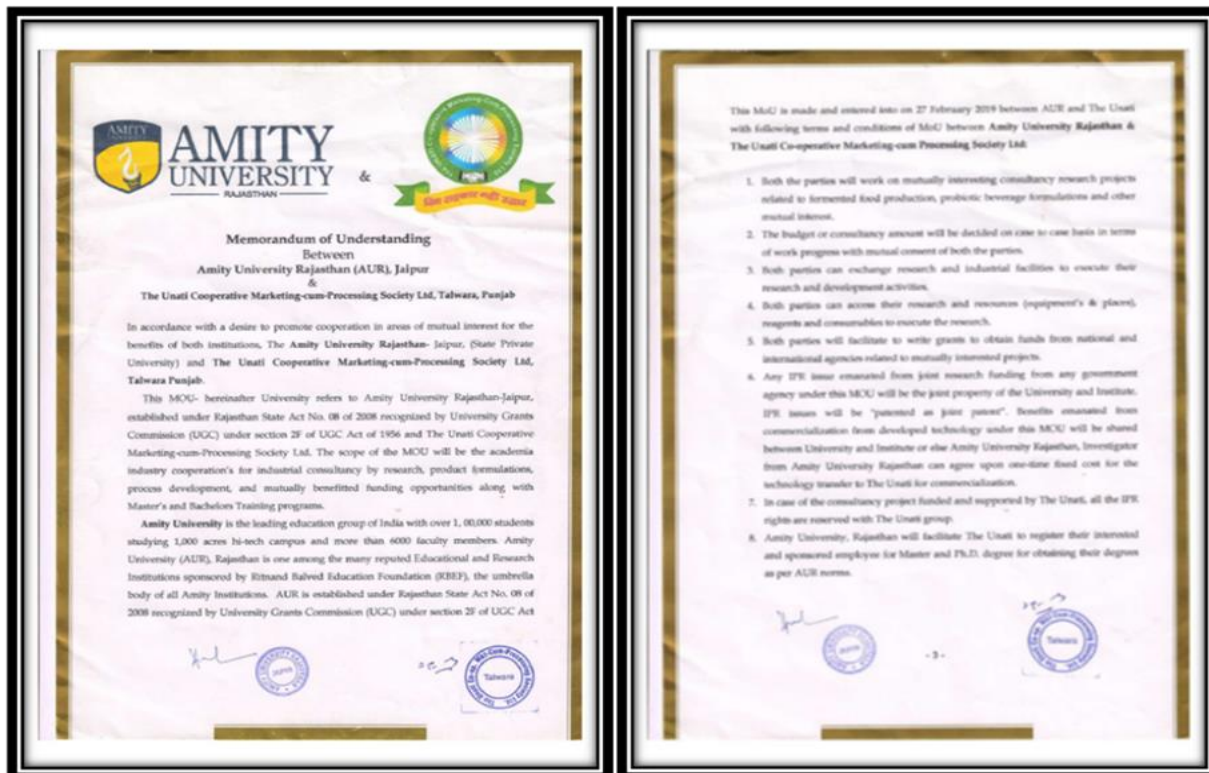 AMITY
UNIVERSITY
AMITY
UNIVERSITY
RAJASTHAN
&
The Unati Cooperative Marketing-Cum-Processing Society Ltd.
बिना सहकार नहीं उद्धार
Memorandum of Understanding
Between
Amity University Rajasthan (AUR), Jaipur
&
The Unati Cooperative Marketing-cum-Processing Society Ltd, Talwara, Punjab
In accordance with a desire to promote cooperation in areas of mutual interest for the
benefits of both institutions, The Amity University Rajasthan- Jaipur, (State Private
University) and The Unati Cooperative Marketing-cum-Processing Society Ltd,
Talwara Punjab.
This MOU- hereinafter University refers to Amity University Rajasthan-Jaipur,
established under Rajasthan State Act No. 08 of 2008 recognized by University Grants
Commission (UGC) under section 2F of UGC Act of 1956 and The Unati Cooperative
Marketing-cum-Processing Society Ltd. The scope of the MOU will be the academia
industry cooperation's for industrial consultancy by research, product formulations,
process development, and mutually benefitted funding opportunities along with
Master's and Bachelors Training programs.
Amity University is the leading education group of India with over 1, 00,000 students
studying 1,000 acres hi-tech campus and more than 6000 faculty members. Amity
University (AUR), Rajasthan is one among the many reputed Educational and Research
Institutions sponsored by Ritnand Balved Education Foundation (RBEF), the umbrella
body of all Amity Institutions. AUR is established under Rajasthan State Act No. 08 of
2008 recognized by University Grants Commission (UGC) under section 2F of UGC Act
JAIPUR
Talwara
This MoU is made and entered into on 27 February 2019 between AUR and The Unati
with following terms and conditions of MoU between Amity University Rajasthan &
The Unati Co-operative Marketing-cum Processing Society Ltd:
1. Both the parties will work on mutually interesting consultancy research projects
related to fermented food production, probiotic beverage formulations and other
mutual interest.
2. The budget or consultancy amount will be decided on case to case basis in terms
of work progress with mutual consent of both the parties.
3. Both parties can exchange research and industrial facilities to execute their
research and development activities.
4. Both parties can access their research and resources (equipment's & places),
reagents and consumables to execute the research.
5. Both parties will facilitate to write grants to obtain funds from national and
international agencies related to mutually interested projects.
6. Any IPR issue emanated from joint research funding from any government
agency under this MOU will be the joint property of the University and Institute.
IPR issues will be "patented as joint patent". Benefits emanated from
commercialization from developed technology under this MOU will be shared
between University and Institute or else Amity University Rajasthan, Investigator
from Amity University Rajasthan can agree upon one-time fixed cost for the
technology transfer to The Unati for commercialization.
7. In case of the consultancy project funded and supported by The Unati, all the IPR
rights are reserved with The Unati group.
8. Amity University, Rajasthan will facilitate The Unati to register their interested
and sponsored employee for Master and Ph.D. degree for obtaining their degrees
as per AUR norms.
- 3 -
Talwara